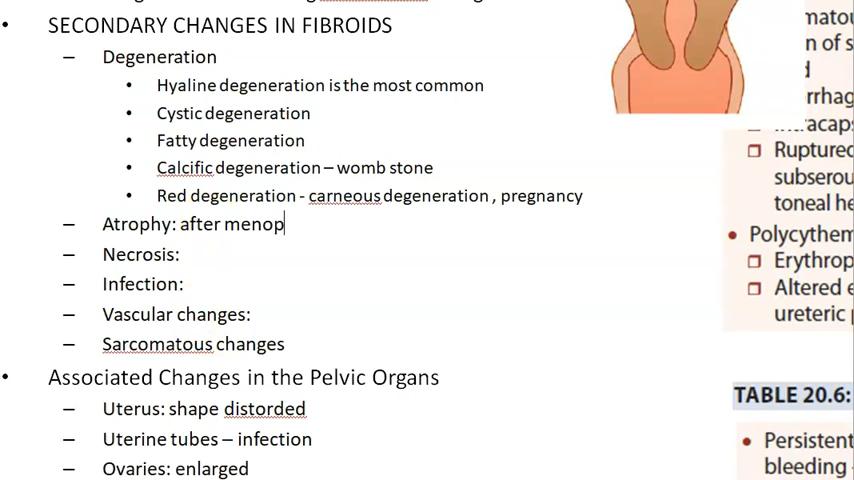 • SECONDARY CHANGES IN FIBROIDS
– Degeneration
• Hyaline degeneration is the most common
• Cystic degeneration
• Fatty degeneration
• Calcific degeneration – womb stone
• Red degeneration - carneous degeneration , pregnancy
– Atrophy: after menop
– Necrosis:
– Infection:
– Vascular changes:
– Sarcomatous changes
• Associated Changes in the Pelvic Organs
– Uterus: shape distorted
– Uterine tubes – infection
– Ovaries: enlarged
n of s
Ruptured
subserou
toneal he
• Polycythem
Erythrop
Altered e
ureteric
TABLE 20.6:
• Persistent
bleeding